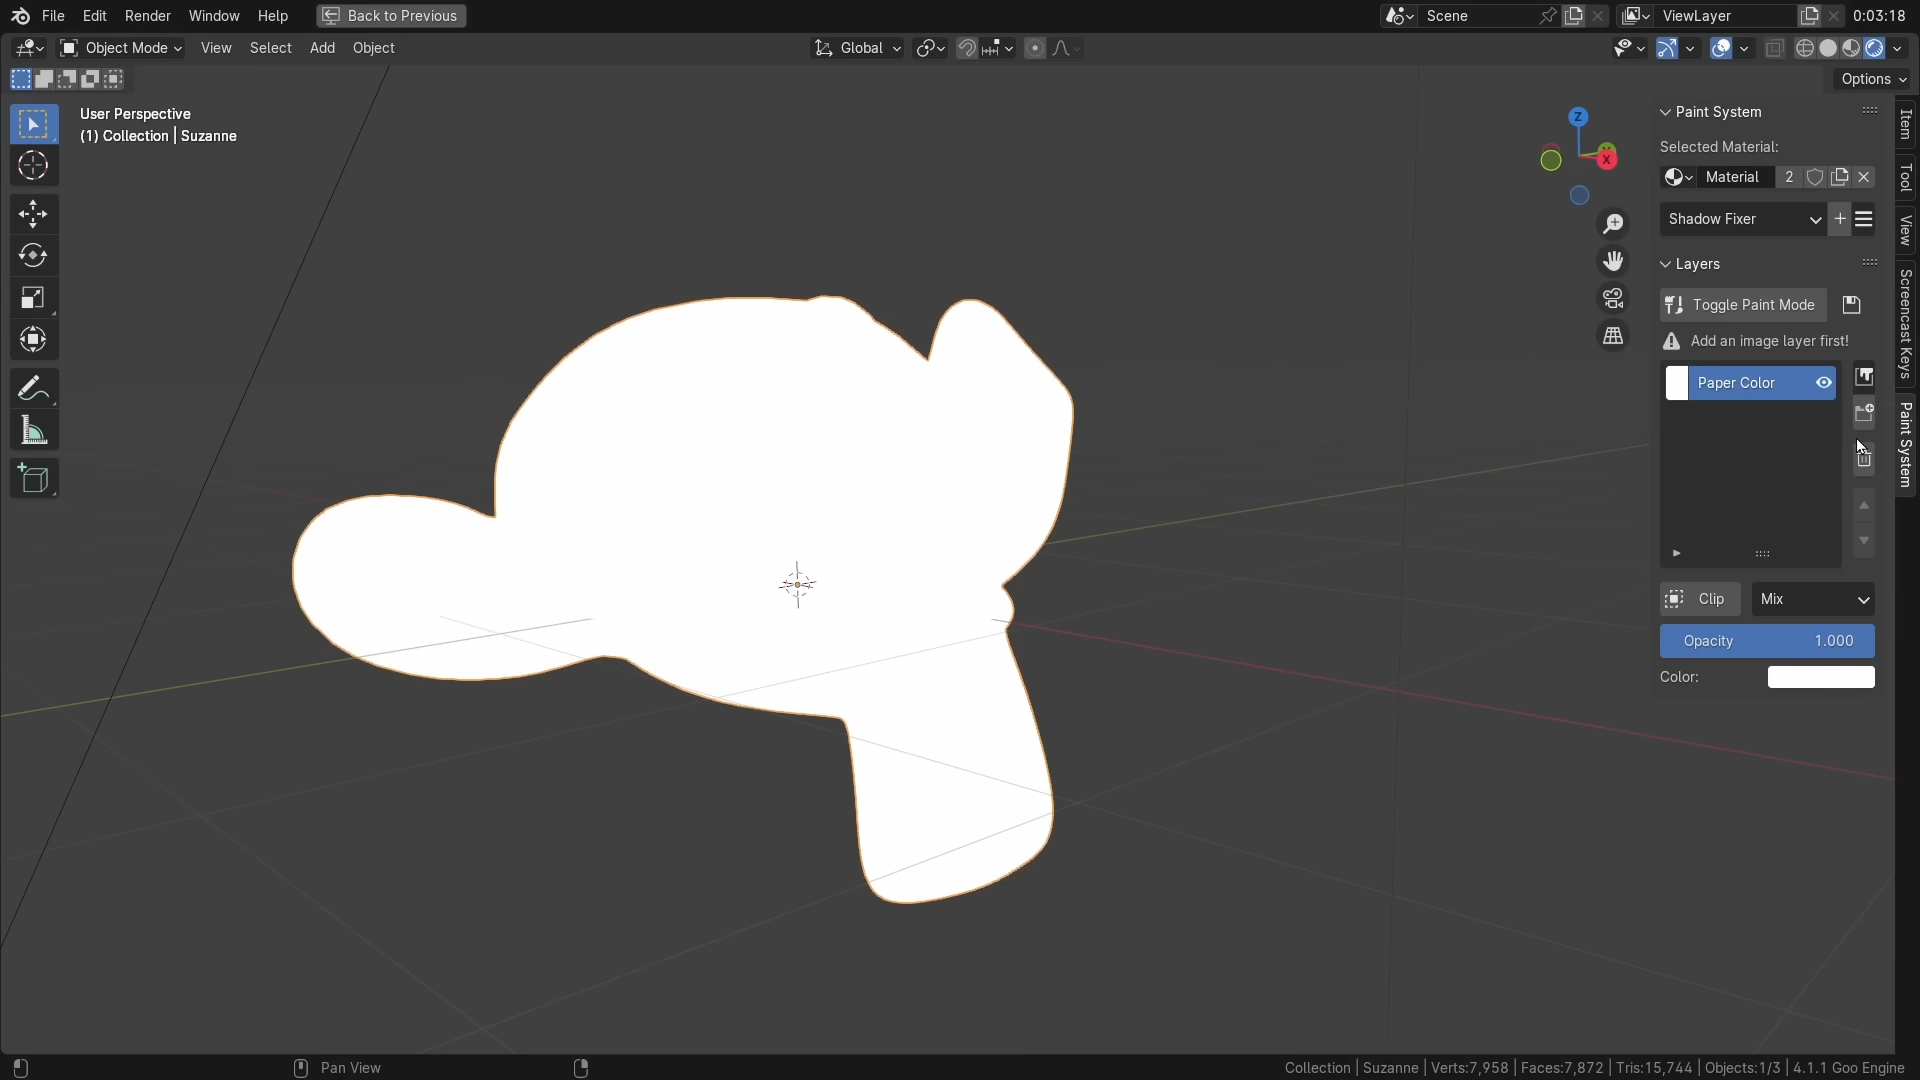 File Edit Render Window Help Back to Previous Scene ViewLayer 0:03:18
Object Mode View Select Add Object Global
Options
User Perspective
(1) Collection | Suzanne
Z
Y
X
Paint System
Selected Material:
Material 2
Shadow Fixer
Layers
Toggle Paint Mode
Add an image layer first!
Paper Color
Clip Mix
Opacity 1.000
Color:
Item
Tool
View
Screencast Keys
Paint System
Pan View
Collection | Suzanne | Verts:7,958 | Faces:7,872 | Tris:15,744 | Objects:1/3 | 4.1.1 Goo Engine